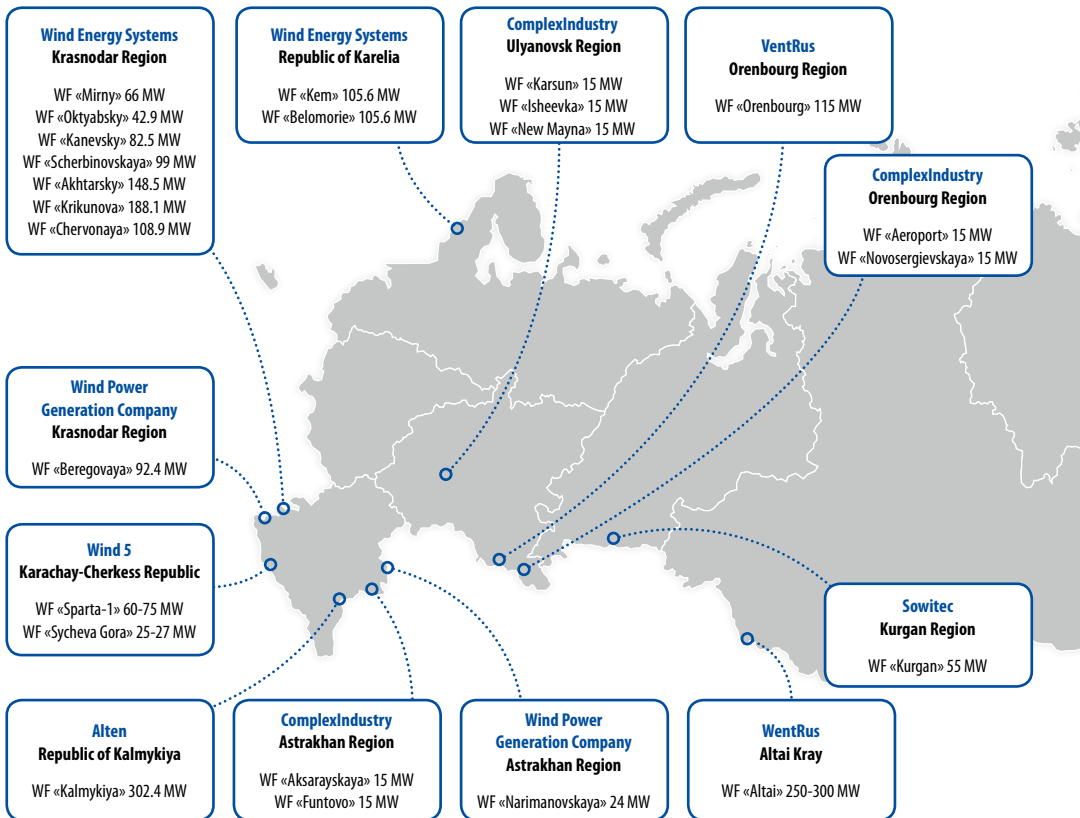 Wind Energy Systems
Krasnodar Region
WF «Mirny» 66 MW
WF «Oktyabsky» 42.9 MW
WF «Kanevsky» 82.5 MW
WF «Scherbinovskaya» 99 MW
WF «Akhtarsky» 148.5 MW
WF «Krikunova» 188.1 MW
WF «Chervonaya» 108.9 MW
Wind Energy Systems
Republic of Karelia
WF «Kem» 105.6 MW
WF «Belomorie» 105.6 MW
ComplexIndustry
Ulyanovsk Region
WF «Karsun» 15 MW
WF «Isheevka» 15 MW
WF «New Mayna» 15 MW
VentRus
Orenbourg Region
WF «Orenbourg» 115 MW
ComplexIndustry
Orenbourg Region
WF «Aeroport» 15 MW
WF «Novosergievskaya» 15 MW
Wind Power
Generation Company
Krasnodar Region
WF «Beregovaya» 92.4 MW
Wind 5
Karachay-Cherkess Republic
WF «Sparta-1» 60-75 MW
WF «Sycheva Gora» 25-27 MW
Sowitec
Kurgan Region
WF «Kurgan» 55 MW
Alten
Republic of Kalmykiya
WF «Kalmykiya» 302.4 MW
ComplexIndustry
Astrakhan Region
WF «Aksarayskaya» 15 MW
WF «Funtovo» 15 MW
Wind Power
Generation Company
Astrakhan Region
WF «Narimanovskaya» 24 MW
WentRus
Altai Kray
WF «Altai» 250-300 MW